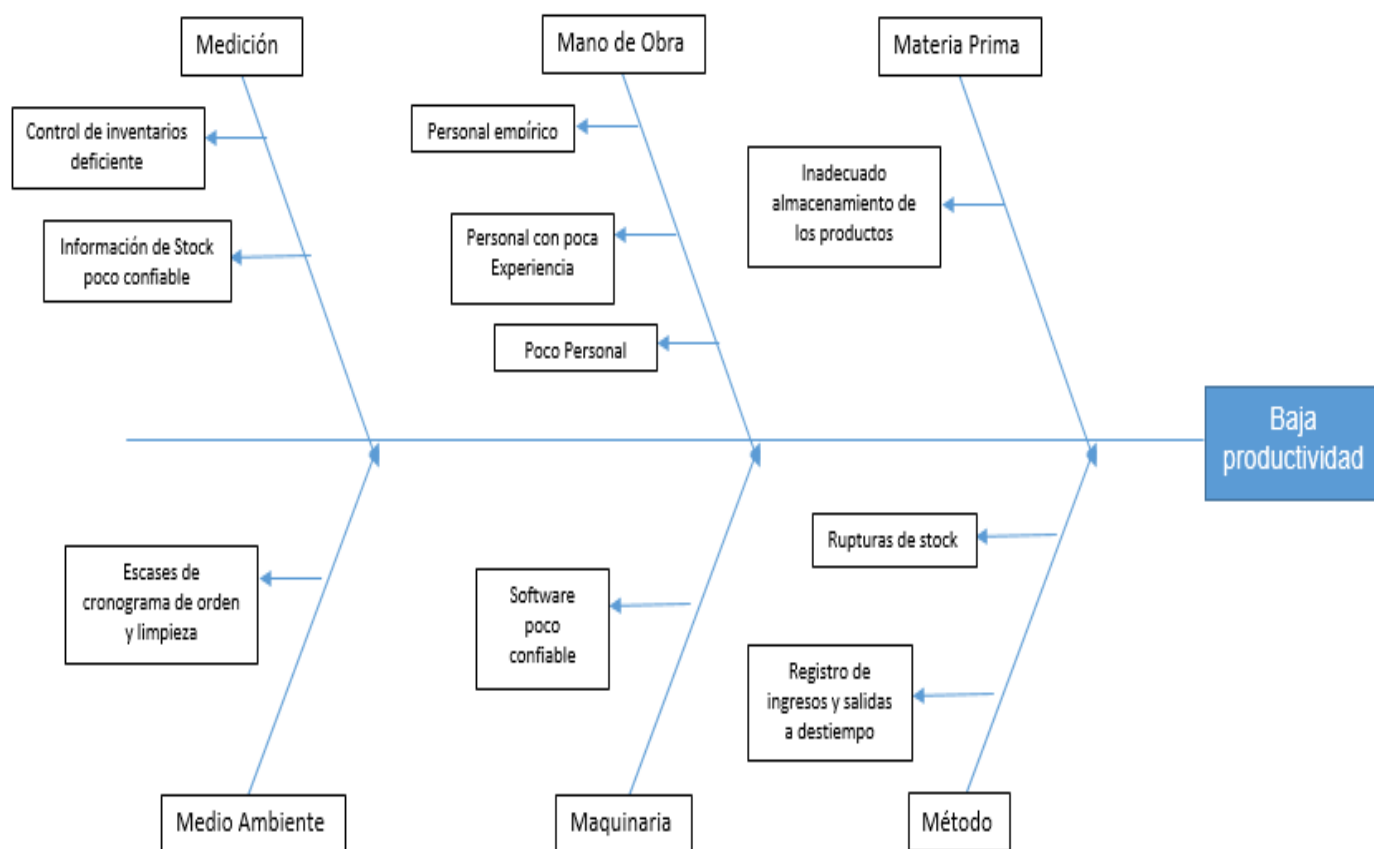 Medición
Mano de Obra
Materia Prima
Control de inventarios
deficiente
Personal empírico
Inadecuado
almacenamiento de
los productos
Información de Stock
poco confiable
Personal con poca
Experiencia
Poco Personal
Baja
productividad
Escases de
cronograma de orden
y limpieza
Software
poco
confiable
Rupturas de stock
Registro de
ingresos y salidas
a destiempo
Medio Ambiente
Maquinaria
Método